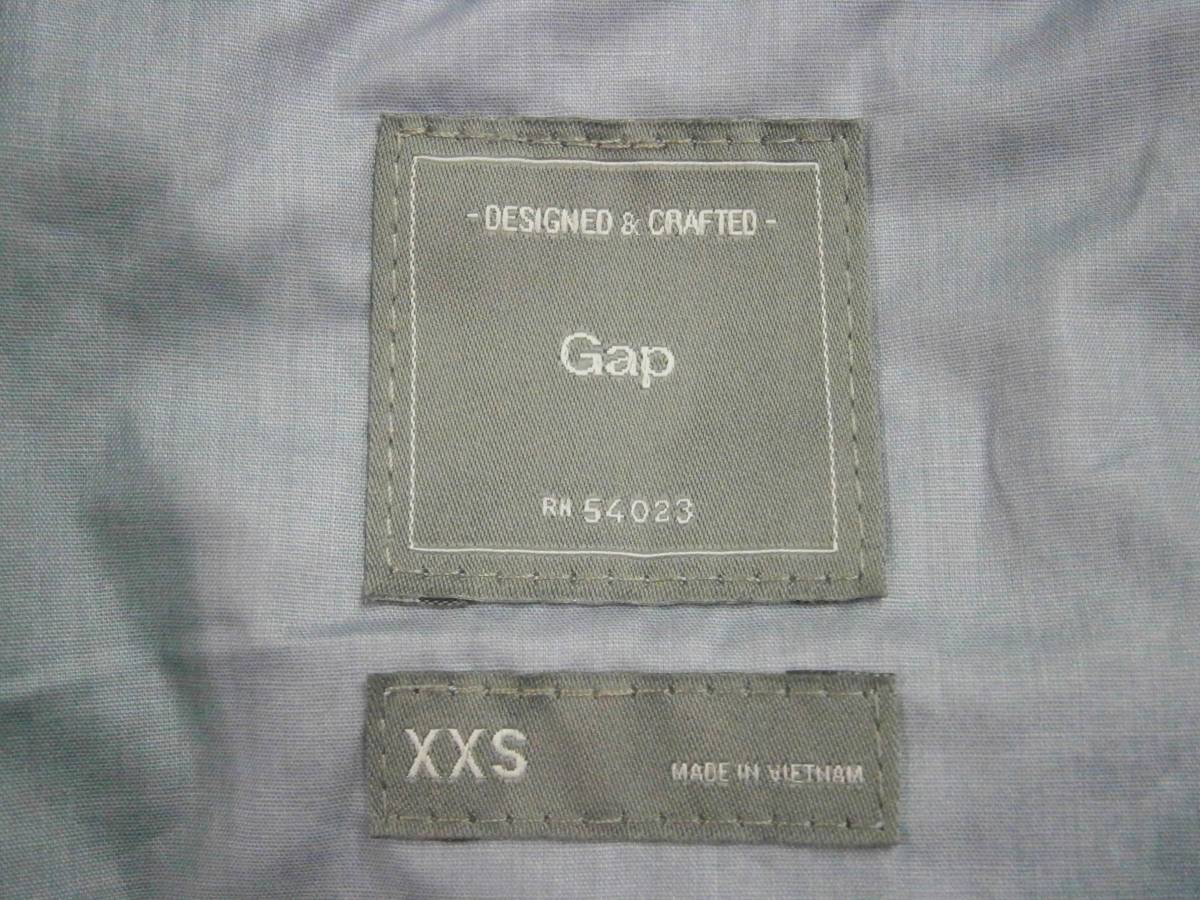 - DESIGNED & CRAFTED -
Gap
RN 54023
XXS
MADE IN VIETNAM